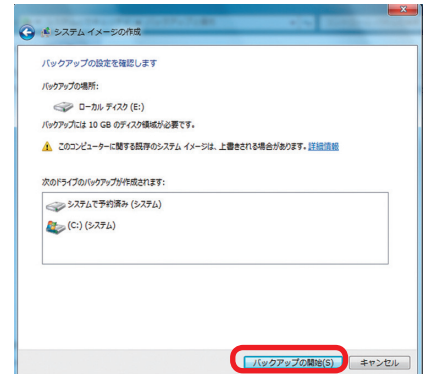 システム イメージの作成
バックアップの設定を確認します
バックアップの場所:
ローカル ディスク (E:)
バックアップには 10 GB のディスク領域が必要です。
このコンピューターに関する既存のシステム イメージは、上書きされる場合があります。詳細情報
次のドライブのバックアップが作成されます:
システムで予約済み (システム)
(C:) (システム)
バックアップの開始(S)
キャンセル